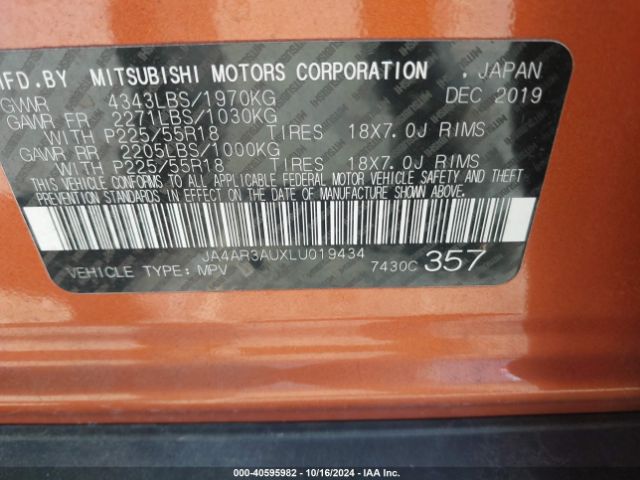 MFD.BY MITSUBISHI MOTORS CORPORATION , JAPAN
GVWR 4343LBS/1970KG DEC 2019
GAWR FR 2271LBS/1030KG
WITH P225/55R18 TIRES 18X7.0J RIMS
GAWR RR 2205LBS/1000KG
WITH P225/55R18 TIRES 18X7.0J RIMS
THIS VEHICLE CONFORMS TO ALL APPLICABLE FEDERAL MOTOR VEHICLE SAFETY AND THEFT
PREVENTION STANDARDS IN EFFECT ON THE DATE OF MANUFACTURE SHOWN ABOVE.
JA4AR3AUXLU019434
VEHICLE TYPE: MPV 7430C 357
000-40595982 | 10/16/2024 | IAA Inc.